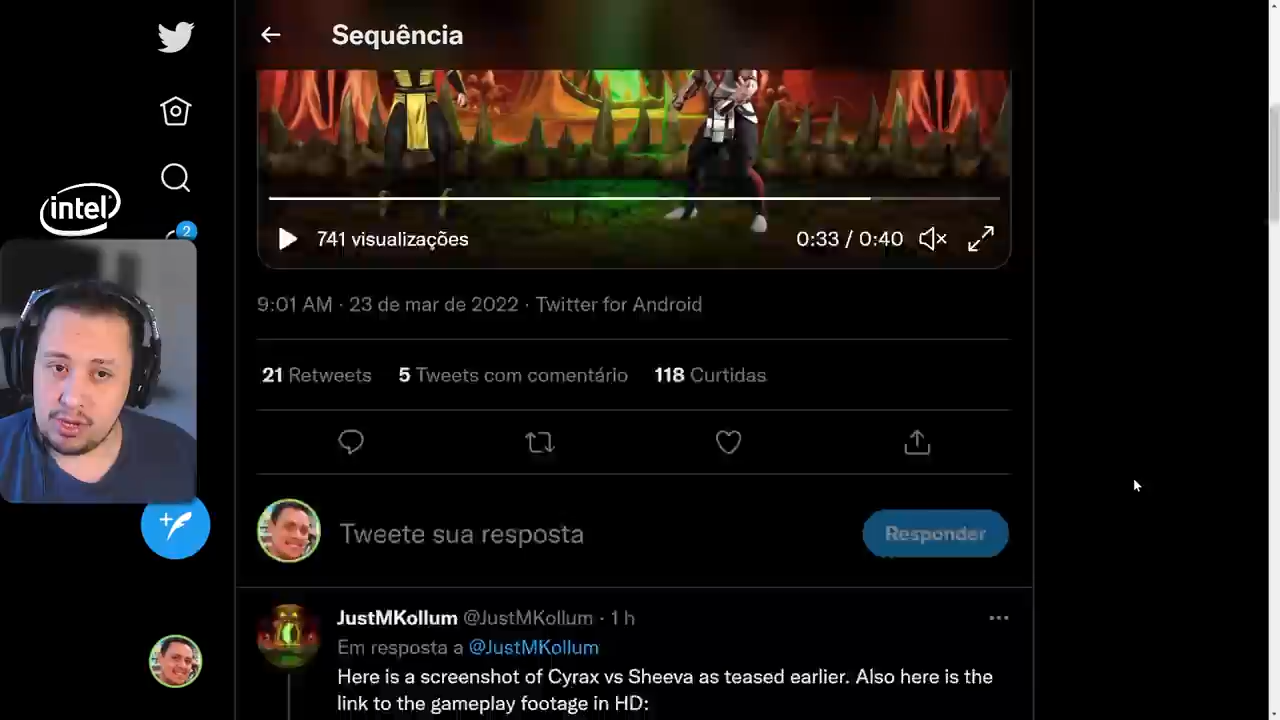 Sequência
intel
2
741 visualizações
0:33 / 0:40
9:01 AM · 23 de mar de 2022 · Twitter for Android
21 Retweets 5 Tweets com comentário 118 Curtidas
Tweete sua resposta
Responder
JustMKollum @JustMKollum · 1 h
Em resposta a @JustMKollum
Here is a screenshot of Cyrax vs Sheeva as teased earlier. Also here is the
link to the gameplay footage in HD: